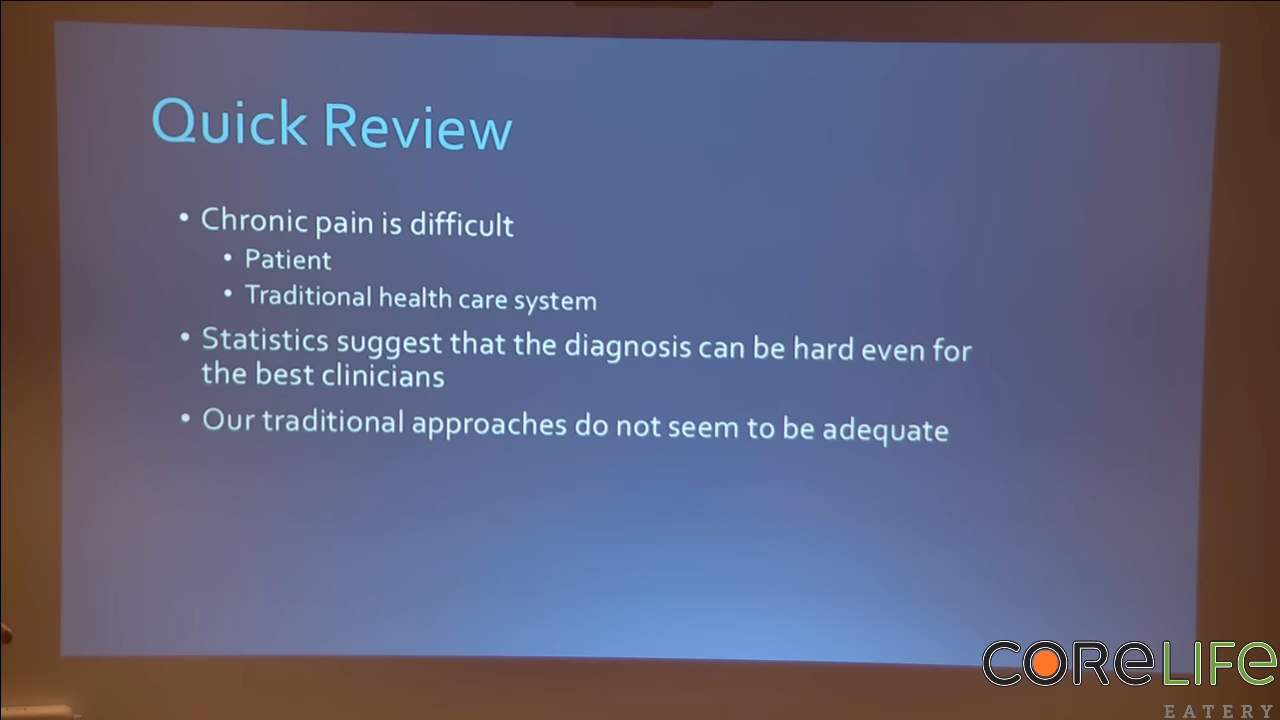 Quick Review
• Chronic pain is difficult
• Patient
• Traditional health care system
• Statistics suggest that the diagnosis can be hard even for
the best clinicians
• Our traditional approaches do not seem to be adequate
CORELIFE
EATERY